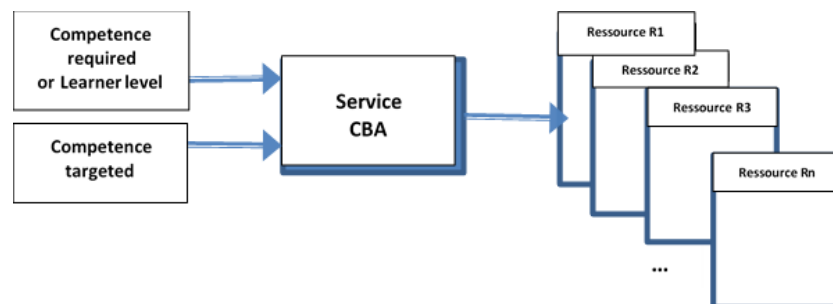 Competence
required
or Learner level
Competence
targeted
Service
CBA
Ressource R1
Ressource R2
Ressource R3
Ressource Rn
...